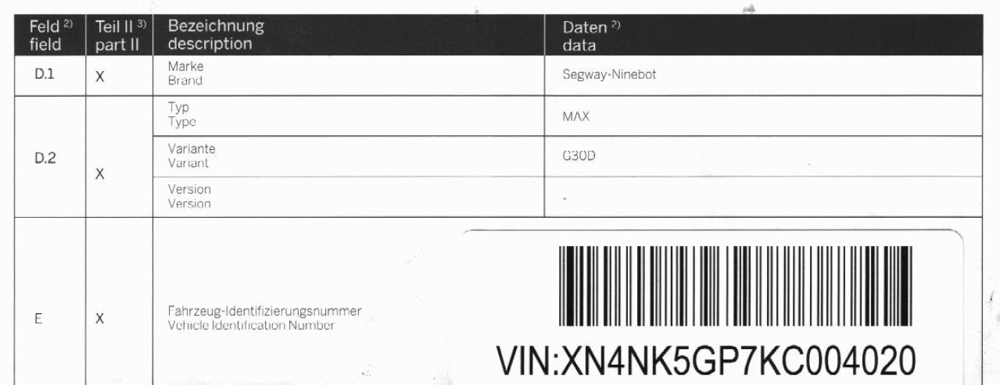 Feld 2) Teil II 3) Bezeichnung Daten 2)
field part II description data
D.1 X Marke Segway-Ninebot
Brand
D.2 X Typ MAX
Type
Variante G30D
Variant
Version -
Version
E X Fahrzeug-Identifizierungsnummer
Vehicle Identification Number
VIN:XN4NK5GP7KC004020